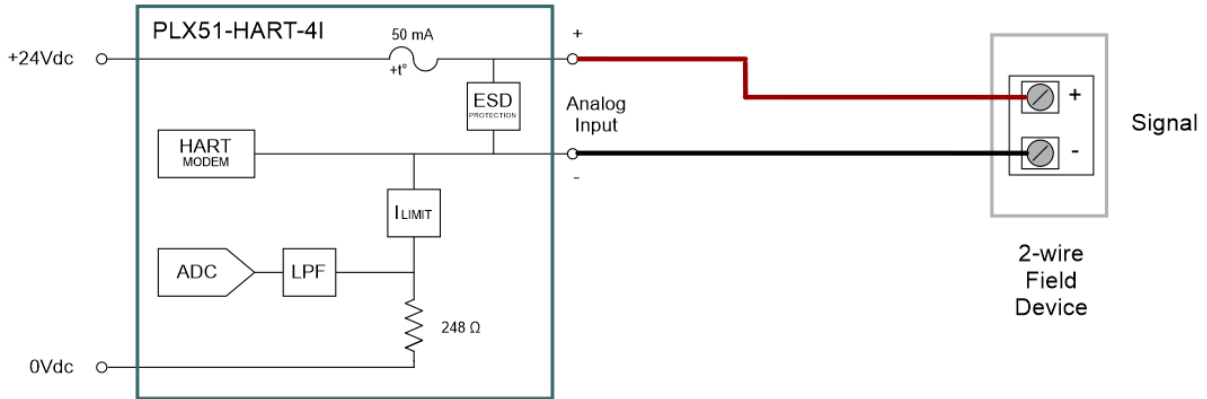 PLX51-HART-4I
50 mA
+
+24Vdc
+t°
ESD
PROTECTION
Analog
Input
+
Signal
HART
MODEM
-
-
I LIMIT
ADC
LPF
2-wire
Field
Device
248 Ω
0Vdc